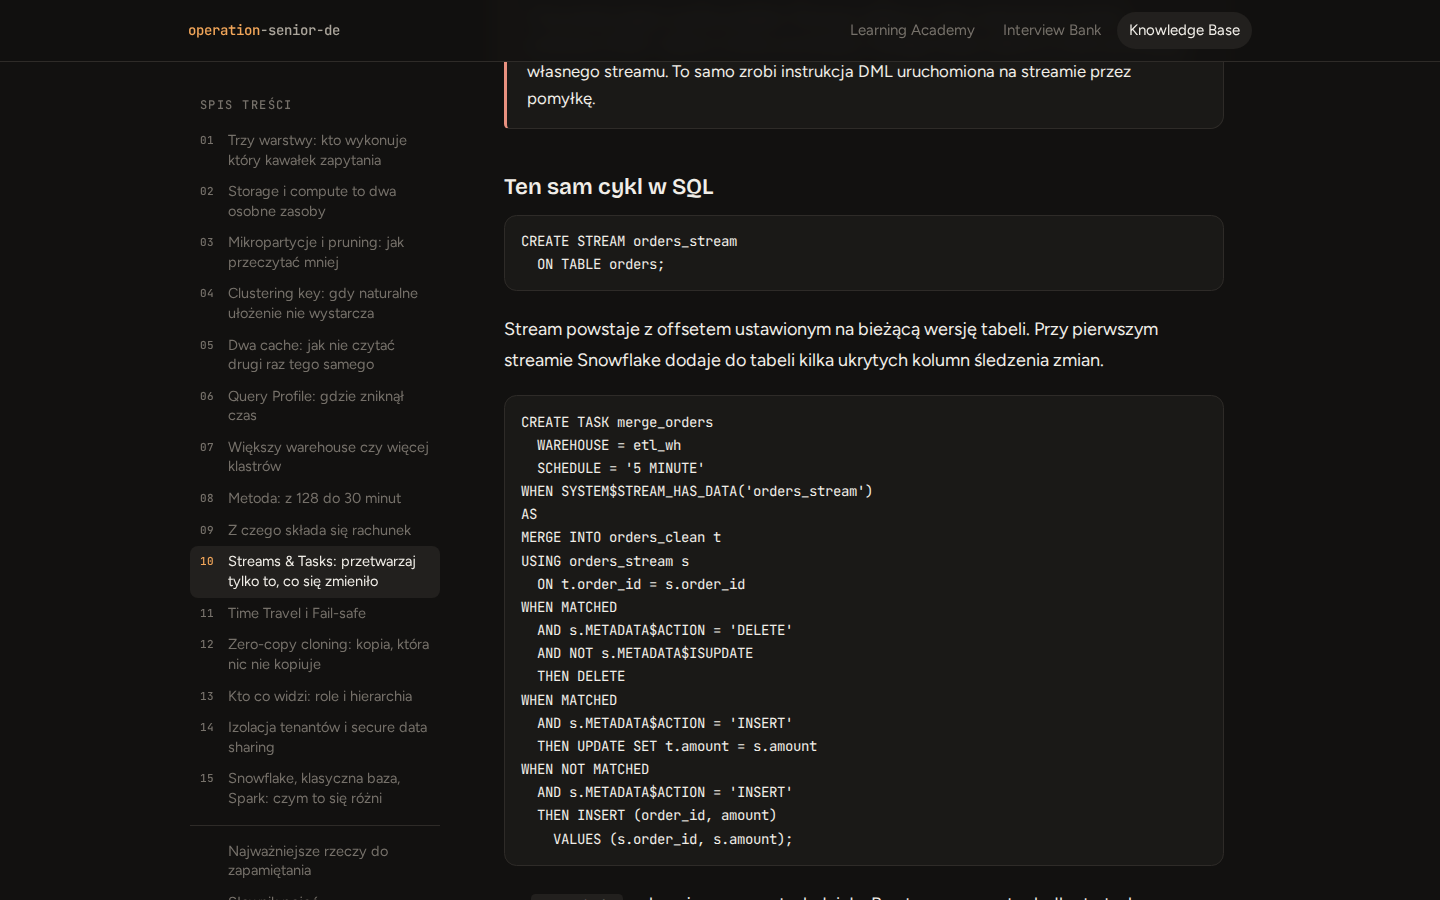 operation-senior-de
Learning Academy
Interview Bank
Knowledge Base
SPIS TREŚCI
01 Trzy warstwy: kto wykonuje
który kawałek zapytania
02 Storage i compute to dwa
osobne zasoby
03 Mikropartycje i pruning: jak
przeczytać mniej
04 Clustering key: gdy naturalne
ułożenie nie wystarcza
05 Dwa cache: jak nie czytać
drugi raz tego samego
06 Query Profile: gdzie zniknął
czas
07 Większy warehouse czy więcej
klastrów
08 Metoda: z 128 do 30 minut
09 Z czego składa się rachunek
10 Streams & Tasks: przetwarzaj
tylko to, co się zmieniło
11 Time Travel i Fail-safe
12 Zero-copy cloning: kopia, która
nic nie kopiuje
13 Kto co widzi: role i hierarchia
14 Izolacja tenantów i secure data
sharing
15 Snowflake, klasyczna baza,
Spark: czym to się różni
Najważniejsze rzeczy do
zapamiętania
własnego streamu. To samo zrobi instrukcja DML uruchomiona na streamie przez
pomyłkę.
Ten sam cykl w SQL
CREATE STREAM orders_stream
  ON TABLE orders;
Stream powstaje z offsetem ustawionym na bieżącą wersję tabeli. Przy pierwszym
streamie Snowflake dodaje do tabeli kilka ukrytych kolumn śledzenia zmian.
CREATE TASK merge_orders
  WAREHOUSE = etl_wh
  SCHEDULE = '5 MINUTE'
WHEN SYSTEM$STREAM_HAS_DATA('orders_stream')
AS
MERGE INTO orders_clean t
USING orders_stream s
  ON t.order_id = s.order_id
WHEN MATCHED
  AND s.METADATA$ACTION = 'DELETE'
  AND NOT s.METADATA$ISUPDATE
  THEN DELETE
WHEN MATCHED
  AND s.METADATA$ACTION = 'INSERT'
  THEN UPDATE SET t.amount = s.amount
WHEN NOT MATCHED
  AND s.METADATA$ACTION = 'INSERT'
  THEN INSERT (order_id, amount)
    VALUES (s.order_id, s.amount);